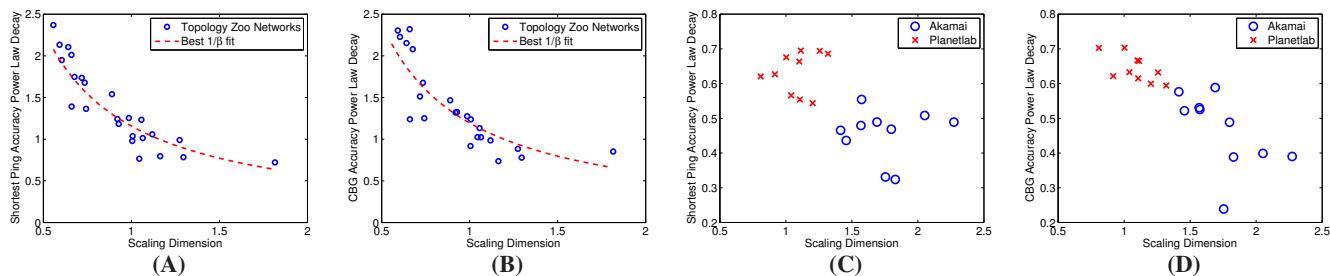 Shortest Ping Accuracy Power Law Decay
2.5
2
1.5
1
0.5
0
Topology Zoo Networks
Best 1/β fit
0.5
1
1.5
2
Scaling Dimension
(A)
CBG Accuracy Power Law Decay
2.5
2
1.5
1
0.5
0
Topology Zoo Networks
Best 1/β fit
0.5
1
1.5
2
Scaling Dimension
(B)
Shortest Ping Accuracy Power Law Decay
0.8
0.7
0.6
0.5
0.4
0.3
0.2
Akamai
Planetlab
0.5
1
1.5
2
2.5
Scaling Dimension
(C)
CBG Accuracy Power Law Decay
0.8
0.7
0.6
0.5
0.4
0.3
0.2
Akamai
Planetlab
0.5
1
1.5
2
2.5
Scaling Dimension
(D)